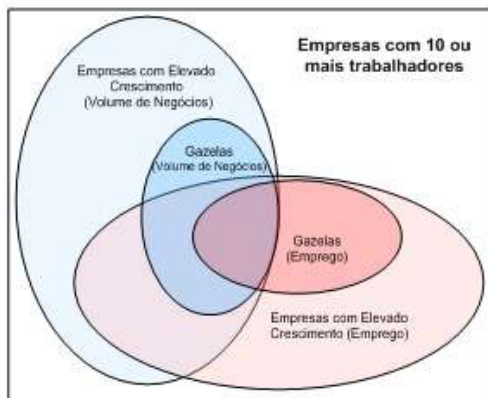 Empresas com 10 ou
mais trabalhadores
Empresas com Elevado
Crescimento
(Volume de Negócios)
Gazelas
(Volume de Negócios)
Gazelas
(Emprego)
Empresas com Elevado
Crescimento (Emprego)